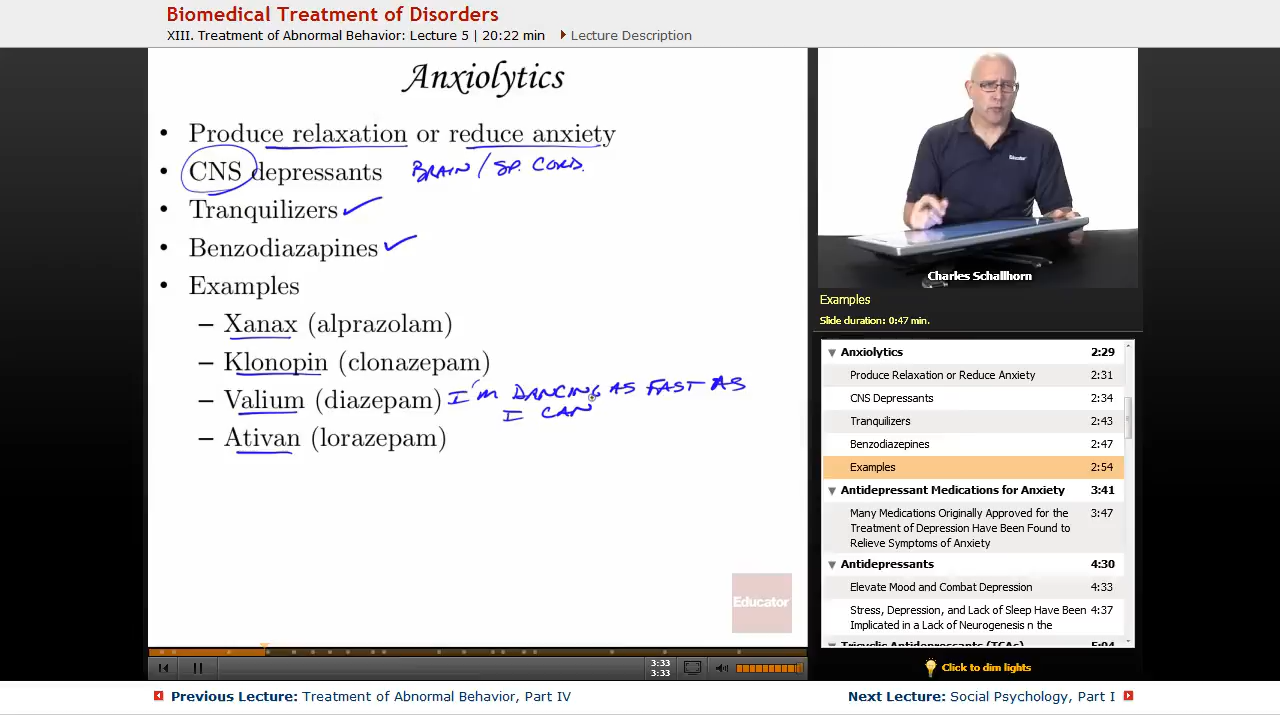 Biomedical Treatment of Disorders
XIII. Treatment of Abnormal Behavior: Lecture 5 | 20:22 min Lecture Description
Anxiolytics
• Produce relaxation or reduce anxiety
• CNS depressants BRAIN / SP. CORD.
• Tranquilizers
• Benzodiazapines
• Examples
– Xanax (alprazolam)
– Klonopin (clonazepam)
– Valium (diazepam) I'M DANCING AS FAST AS
I CAN
– Ativan (lorazepam)
Educator
Educator
Charles Schallhorn
Examples
Slide duration: 0:47 min.
Anxiolytics 2:29
Produce Relaxation or Reduce Anxiety 2:31
CNS Depressants 2:34
Tranquilizers 2:43
Benzodiazepines 2:47
Examples 2:54
Antidepressant Medications for Anxiety 3:41
Many Medications Originally Approved for the 3:47
Treatment of Depression Have Been Found to
Relieve Symptoms of Anxiety
Antidepressants 4:30
Elevate Mood and Combat Depression 4:33
Stress, Depression, and Lack of Sleep Have Been 4:37
Implicated in a Lack of Neurogenesis n the
Tricyclic Antidepressants (TCAs) 5:04
3:33
3:33
Click to dim lights
Previous Lecture: Treatment of Abnormal Behavior, Part IV
Next Lecture: Social Psychology, Part I